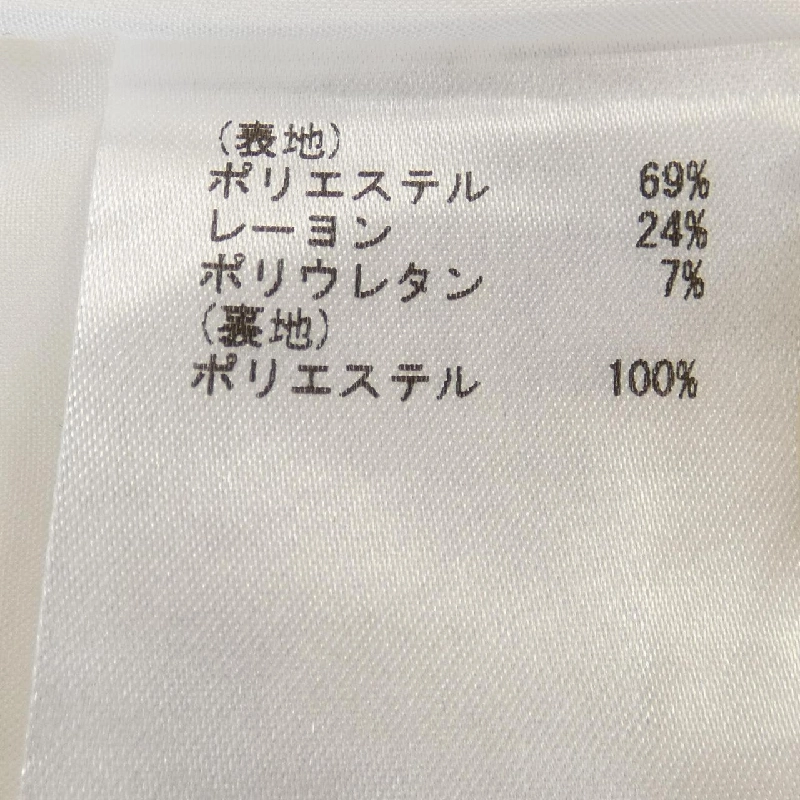 (表地)
ポリエステル 69%
レーヨン 24%
ポリウレタン 7%
(裏地)
ポリエステル 100%